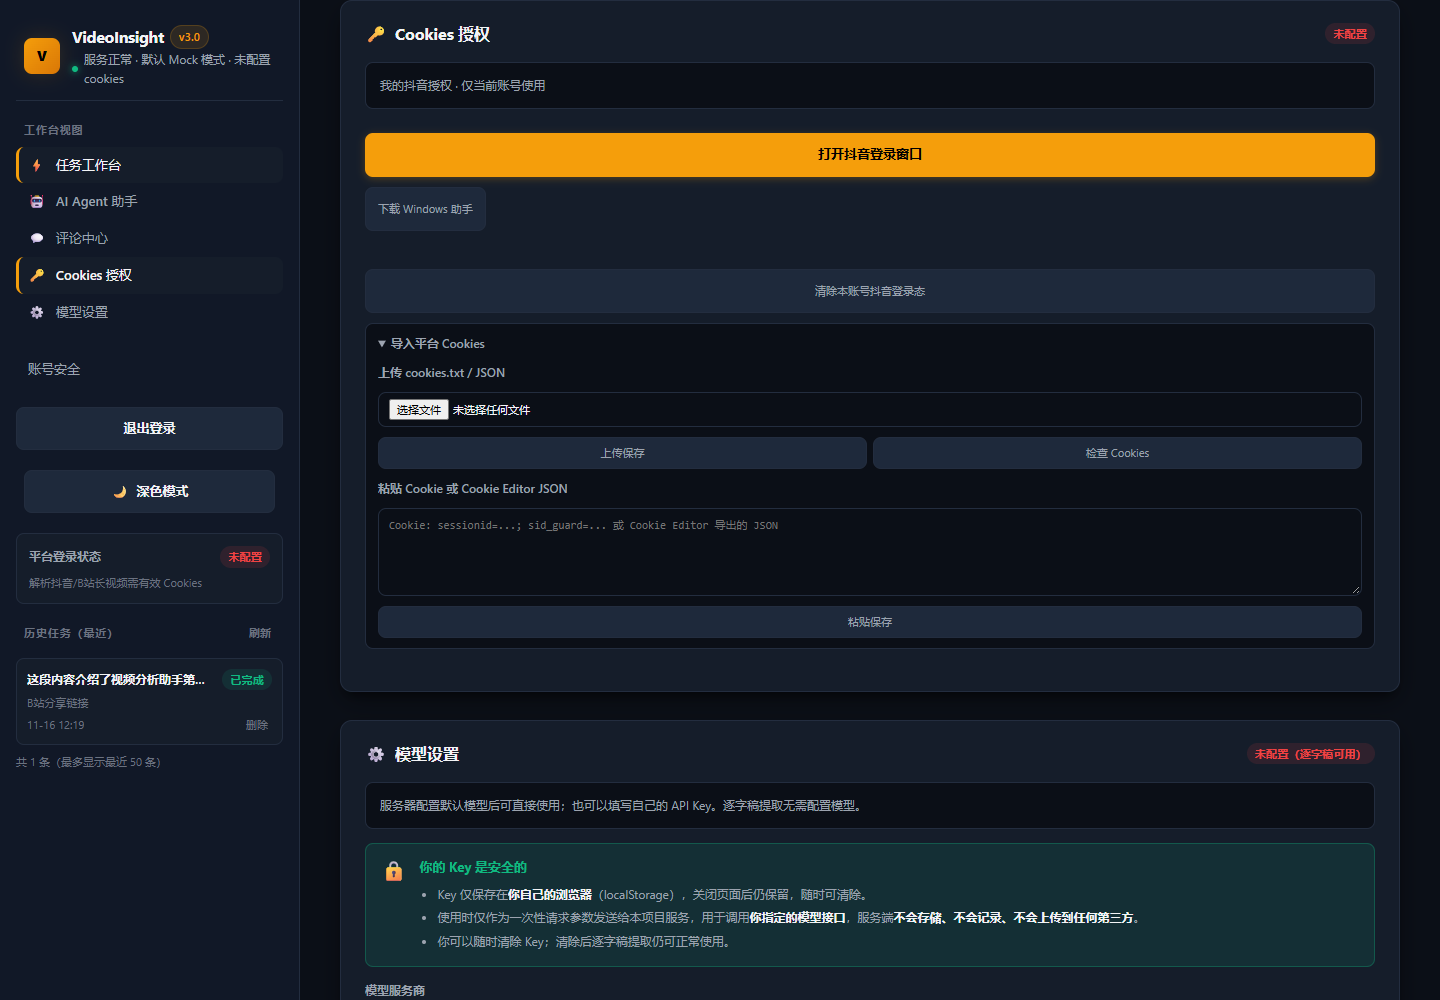 V
VideoInsight v3.0
服务正常 · 默认 Mock 模式 · 未配置
cookies
工作台视图
任务工作台
AI Agent 助手
评论中心
Cookies 授权
模型设置
账号安全
退出登录
深色模式
平台登录状态 未配置
解析抖音/B站长视频需有效 Cookies
历史任务（最近） 刷新
这段内容介绍了视频分析助手第... 已完成
B站分享链接
11-16 12:19 删除
共 1 条（最多显示最近 50 条）
Cookies 授权 未配置
我的抖音授权 · 仅当前账号使用
打开抖音登录窗口
下载 Windows 助手
清除本账号抖音登录态
导入平台 Cookies
上传 cookies.txt / JSON
选择文件 未选择任何文件
上传保存 检查 Cookies
粘贴 Cookie 或 Cookie Editor JSON
Cookie: sessionid=...; sid_guard=... 或 Cookie Editor 导出的 JSON
粘贴保存
模型设置 未配置（逐字稿可用）
服务器配置默认模型后可直接使用；也可以填写自己的 API Key。逐字稿提取无需配置模型。
你的 Key 是安全的
Key 仅保存在你自己的浏览器（localStorage），关闭页面后仍保留，随时可清除。
使用时仅作为一次性请求参数发送给本项目服务，用于调用你指定的模型接口，服务端不会存储、不会记录、不会上传到任何第三方。
你可以随时清除 Key；清除后逐字稿提取仍可正常使用。
模型服务商